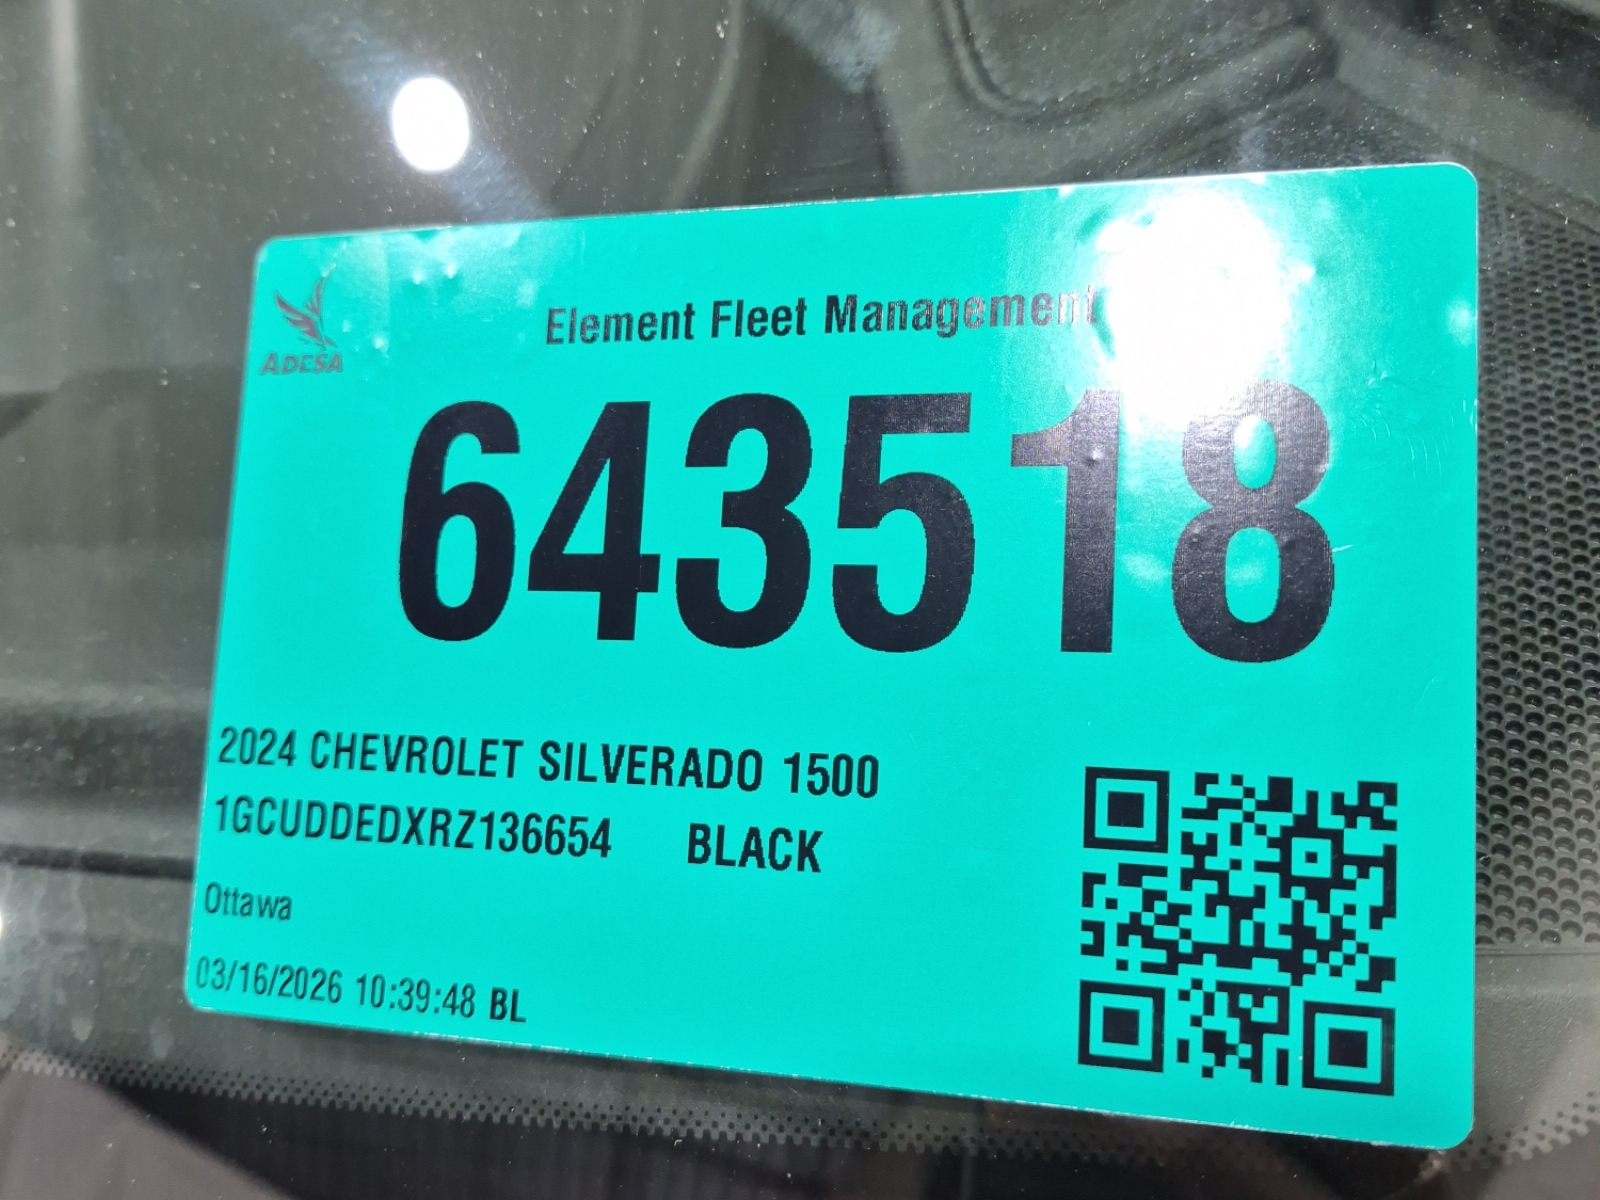 ADESA
Element Fleet Management
643518
2024 CHEVROLET SILVERADO 1500
1GCUDDEDXRZ136654 BLACK
Ottawa
03/16/2026 10:39:48 BL